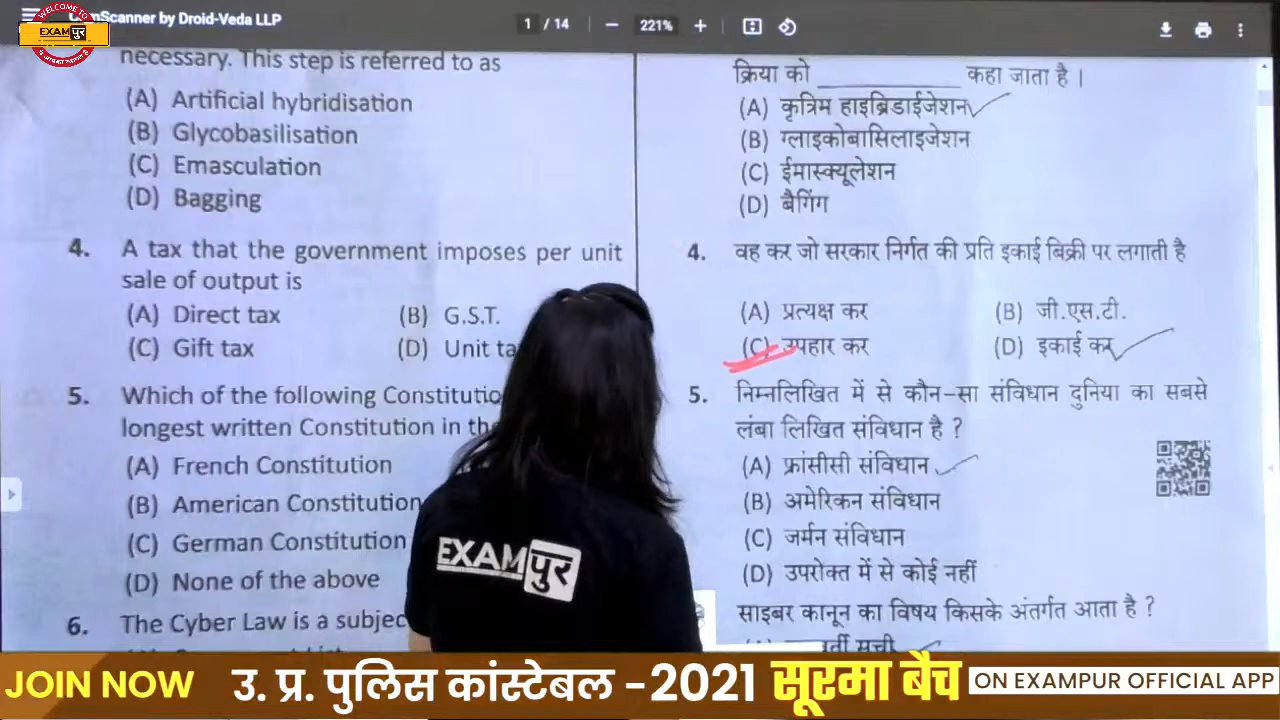 WELCOME TO
EXAMपुर
Scanner by Droid-Veda LLP
1 / 14
221%
necessary. This step is referred to as
(A) Artificial hybridisation
(B) Glycobasilisation
(C) Emasculation
(D) Bagging
4. A tax that the government imposes per unit
sale of output is
(A) Direct tax
(B) G.S.T.
(C) Gift tax
(D) Unit ta
5. Which of the following Constitutio
longest written Constitution in th
(A) French Constitution
(B) American Constitution
(C) German Constitution
(D) None of the above
6. The Cyber Law is a subjec
क्रिया को ____________ कहा जाता है ।
(A) कृत्रिम हाइब्रिडाईजेशन
(B) ग्लाइकोबासिलाइजेशन
(C) ईमास्क्यूलेशन
(D) बैगिंग
4. वह कर जो सरकार निर्गत की प्रति इकाई बिक्री पर लगाती है
(A) प्रत्यक्ष कर
(B) जी.एस.टी.
(C) उपहार कर
(D) इकाई कर
5. निम्नलिखित में से कौन-सा संविधान दुनिया का सबसे
लंबा लिखित संविधान है ?
(A) फ्रांसीसी संविधान
(B) अमेरिकन संविधान
(C) जर्मन संविधान
(D) उपरोक्त में से कोई नहीं
साइबर कानून का विषय किसके अंतर्गत आता है ?
EXAMपुर
JOIN NOW
उ. प्र. पुलिस कांस्टेबल -2021 सूरमा बैच
ON EXAMPUR OFFICIAL APP